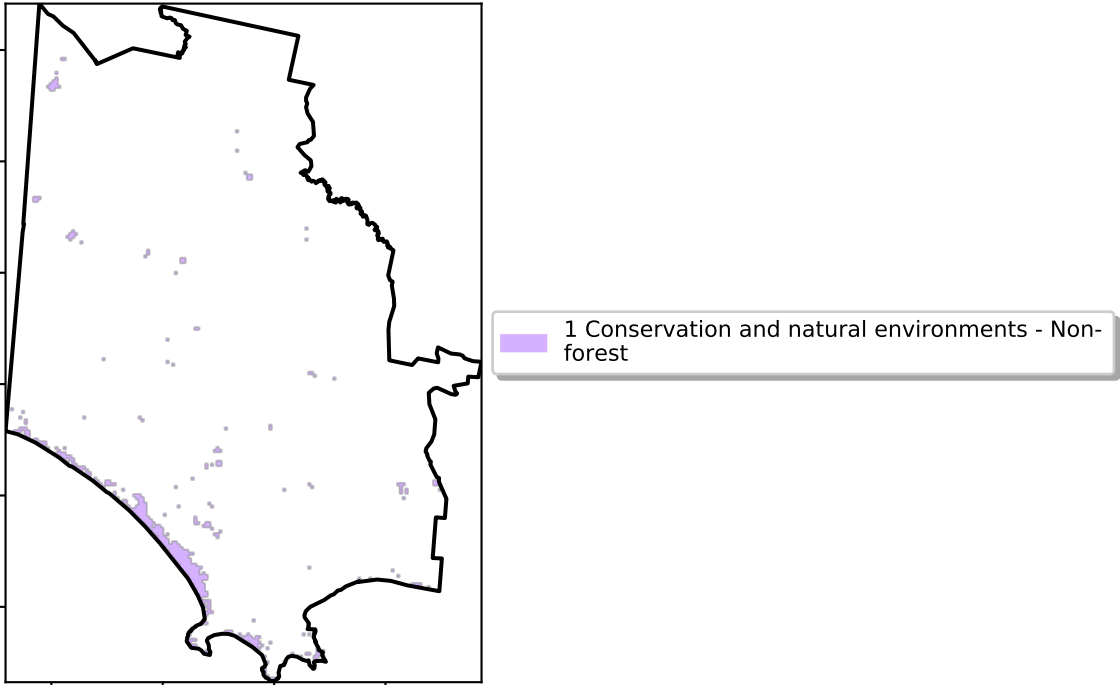 1 Conservation and natural environments - Non-
forest